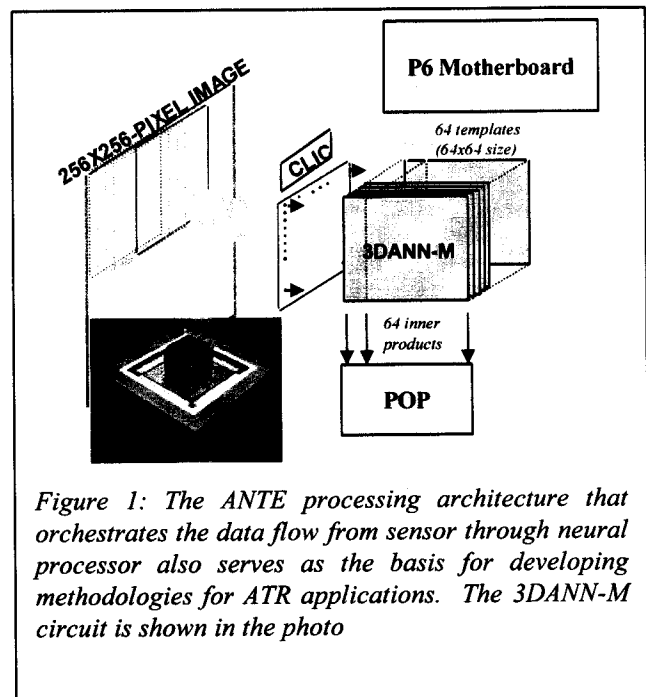 P6 Motherboard
256X256-PIXEL IMAGE
64 templates
(64x64 size)
CLIC
3DANN-M
64 inner
products
POP
Figure 1: The ANTE processing architecture that
orchestrates the data flow from sensor through neural
processor also serves as the basis for developing
methodologies for ATR applications. The 3DANN-M
circuit is shown in the photo